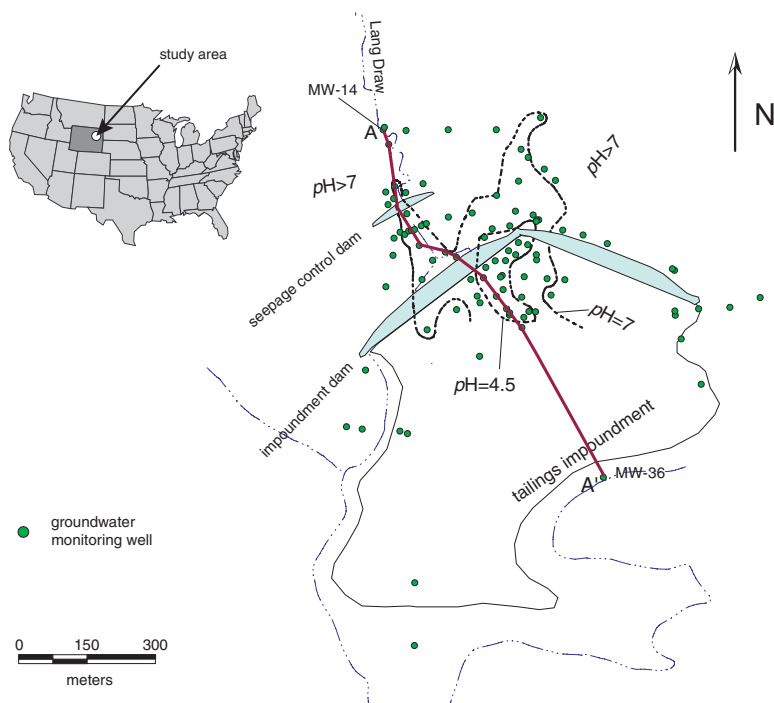 study area
Lang Draw
MW-14
A
N
pH>7
pH>7
seepage control dam
pH=7
pH=4.5
impoundment dam
tailings impoundment
A' MW-36
groundwater
monitoring well
0 150 300
meters